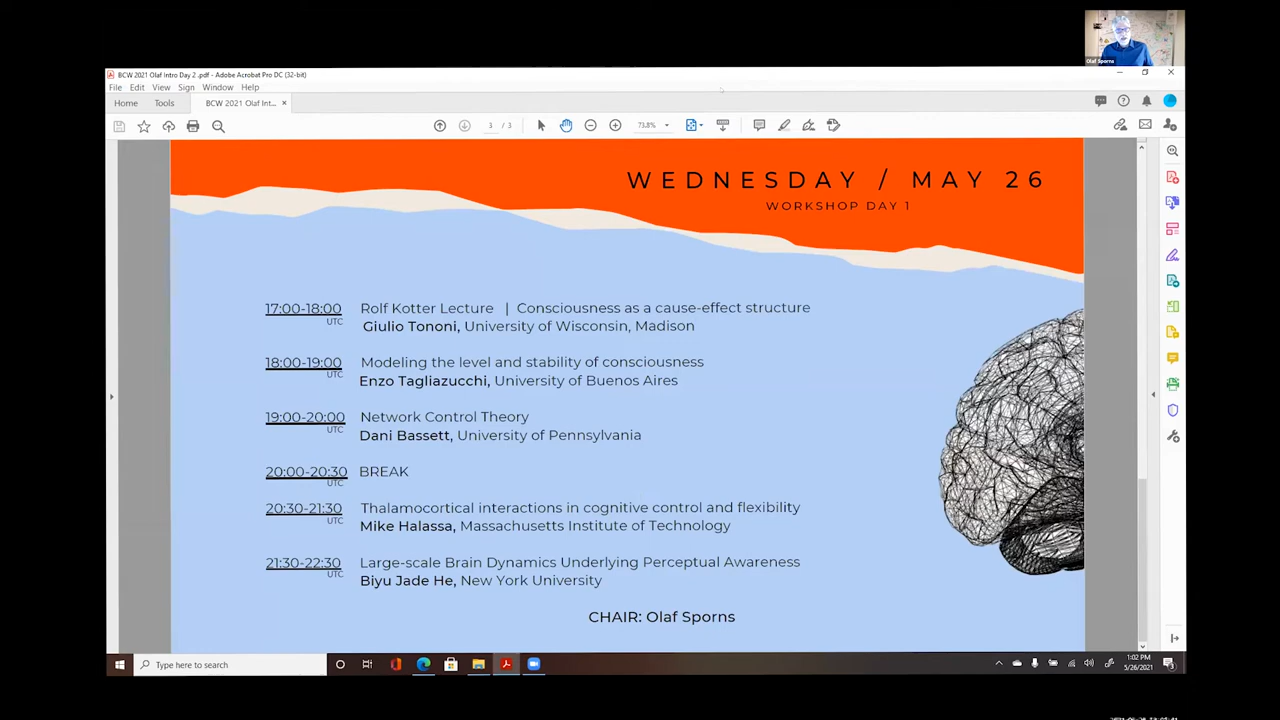 Olaf Sporns
BCW 2021 Olaf Intro Day 2 .pdf - Adobe Acrobat Pro DC (32-bit)
File Edit View Sign Window Help
Home Tools BCW 2021 Olaf Int... ×
3 / 3 73.8%
WEDNESDAY / MAY 26
WORKSHOP DAY 1
17:00-18:00 Rolf Kotter Lecture | Consciousness as a cause-effect structure
UTC Giulio Tononi, University of Wisconsin, Madison
18:00-19:00 Modeling the level and stability of consciousness
UTC Enzo Tagliazucchi, University of Buenos Aires
19:00-20:00 Network Control Theory
UTC Dani Bassett, University of Pennsylvania
20:00-20:30 BREAK
UTC
20:30-21:30 Thalamocortical interactions in cognitive control and flexibility
UTC Mike Halassa, Massachusetts Institute of Technology
21:30-22:30 Large-scale Brain Dynamics Underlying Perceptual Awareness
UTC Biyu Jade He, New York University
CHAIR: Olaf Sporns
Type here to search
1:02 PM
5/26/2021